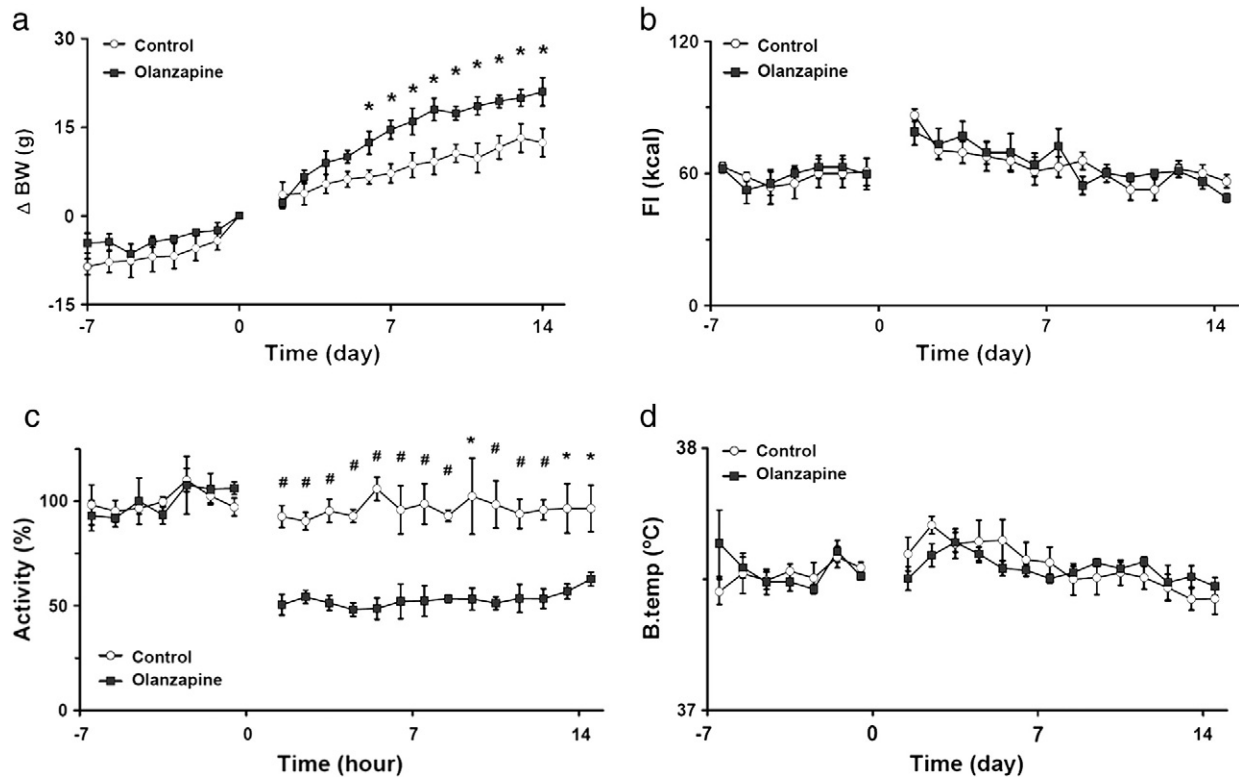 a
30
Control
Olanzapine
* * * * * * * * *
15
Δ BW (g)
0
-15
-7 0 7 14
Time (day)
b
120
Control
Olanzapine
FI (kcal)
60
0
-7 0 7 14
Time (day)
c
# # # # # # # # * # # # * *
100
Activity (%)
50
Control
Olanzapine
0
-7 0 7 14
Time (hour)
d
38
Control
Olanzapine
B.temp (ºC)
37
-7 0 7 14
Time (day)